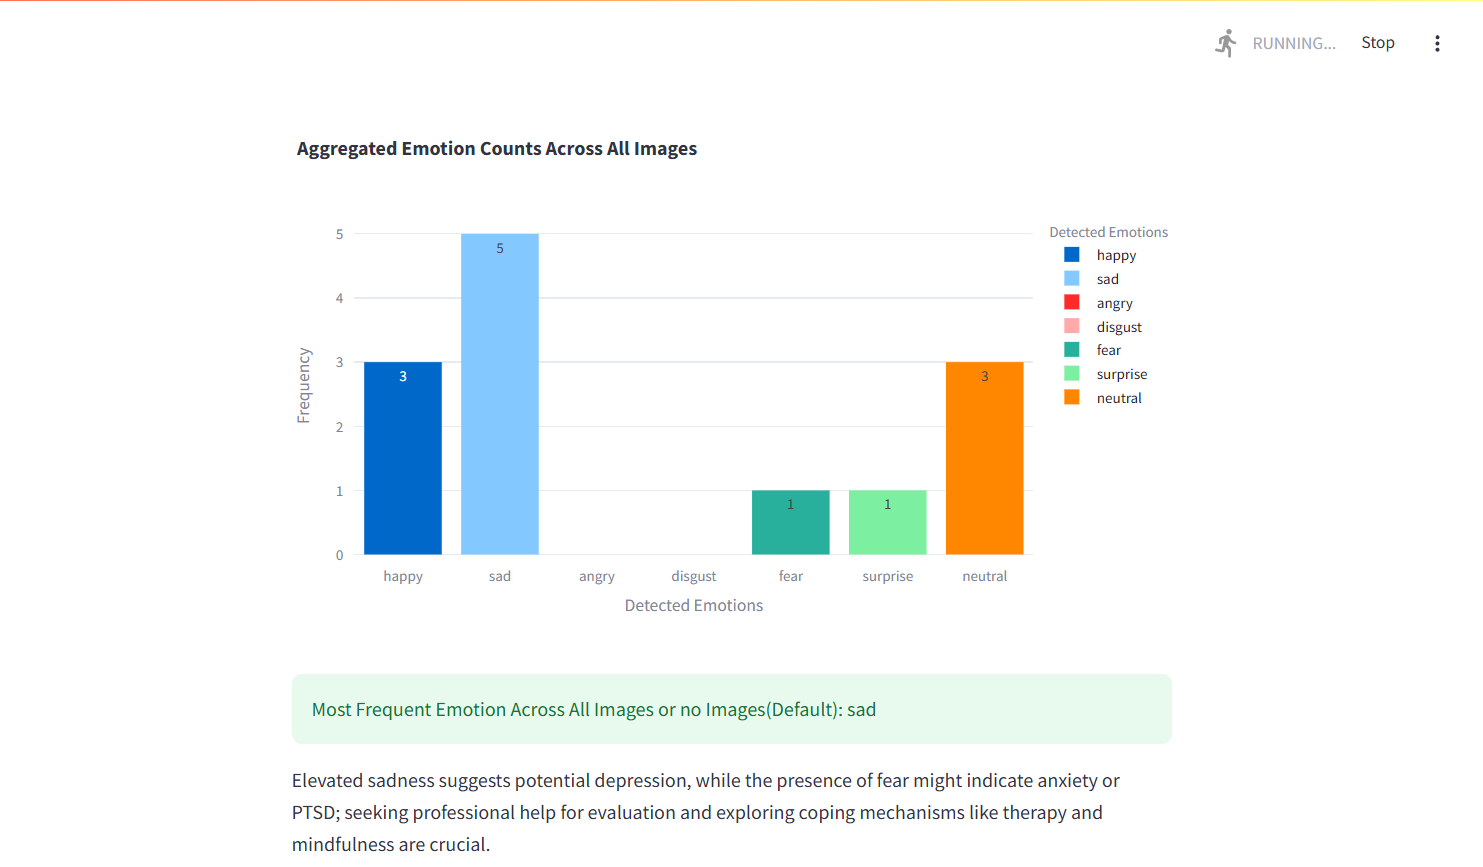 RUNNING...
Stop
Aggregated Emotion Counts Across All Images
Frequency
5
4
3
2
1
0
3
5
1
1
3
happy
sad
angry
disgust
fear
surprise
neutral
Detected Emotions
Detected Emotions
happy
sad
angry
disgust
fear
surprise
neutral
Most Frequent Emotion Across All Images or no Images(Default): sad
Elevated sadness suggests potential depression, while the presence of fear might indicate anxiety or
PTSD; seeking professional help for evaluation and exploring coping mechanisms like therapy and
mindfulness are crucial.